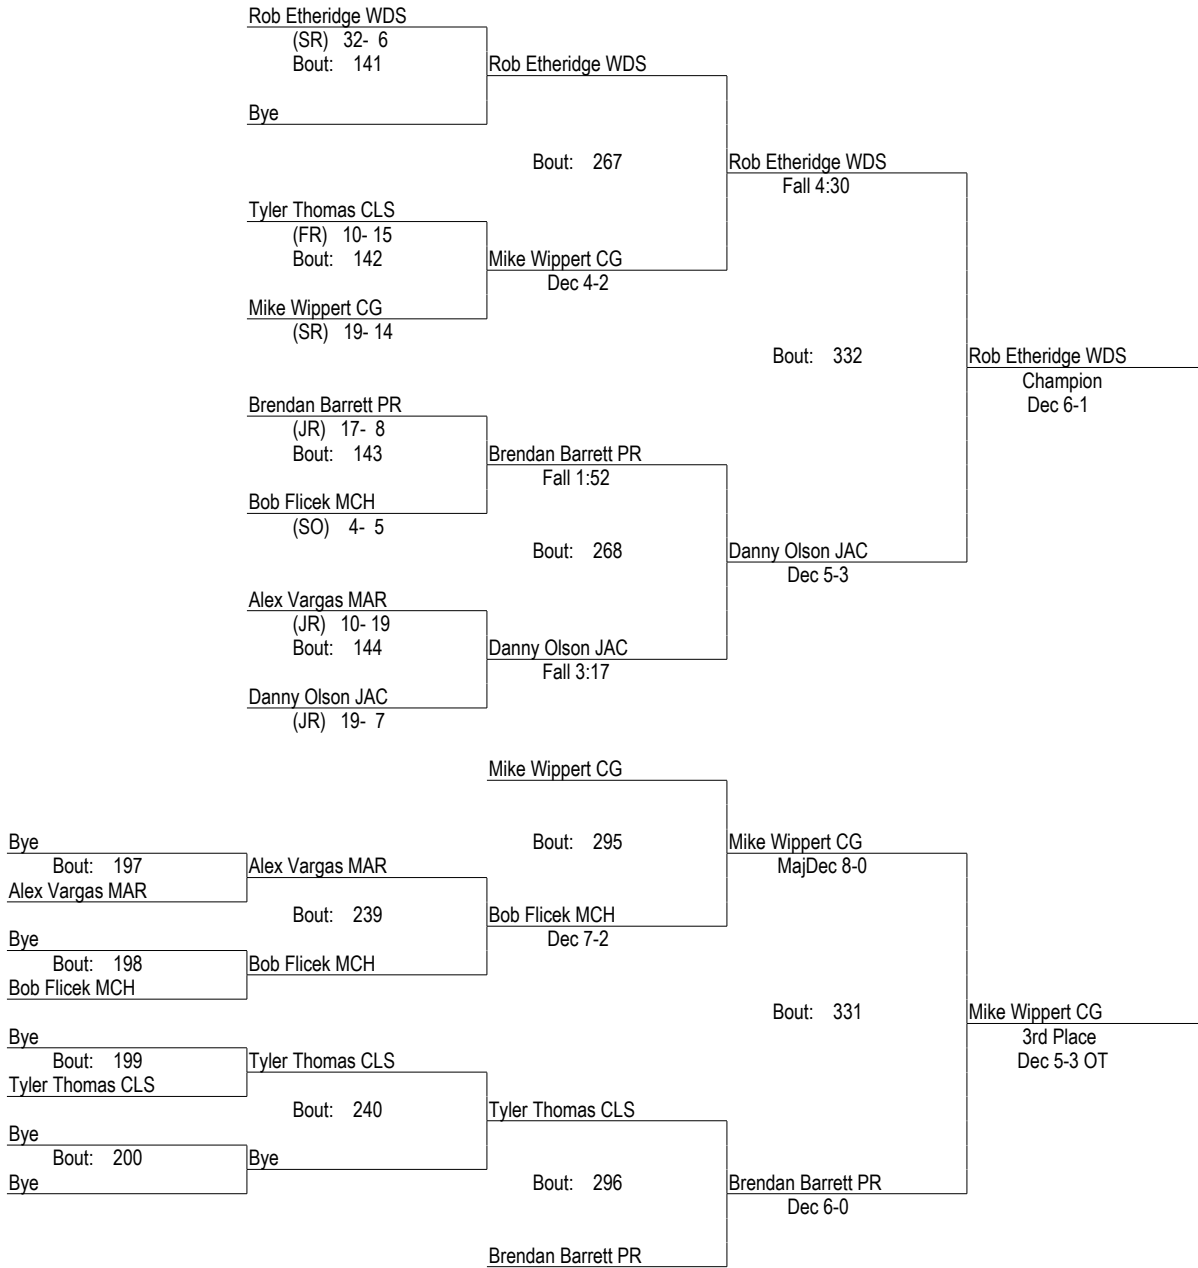 Rob Etheridge WDS
(SR) 32- 6
Bout: 141
Rob Etheridge WDS
Bye
Bout: 267
Rob Etheridge WDS
Fall 4:30
Tyler Thomas CLS
(FR) 10- 15
Bout: 142
Mike Wippert CG
Dec 4-2
Mike Wippert CG
(SR) 19- 14
Bout: 332
Rob Etheridge WDS
Champion
Dec 6-1
Brendan Barrett PR
(JR) 17- 8
Bout: 143
Brendan Barrett PR
Fall 1:52
Bob Flicek MCH
(SO) 4- 5
Bout: 268
Danny Olson JAC
Dec 5-3
Alex Vargas MAR
(JR) 10- 19
Bout: 144
Danny Olson JAC
Fall 3:17
Danny Olson JAC
(JR) 19- 7
Mike Wippert CG
Bye
Bout: 197
Alex Vargas MAR
Alex Vargas MAR
Bout: 295
Mike Wippert CG
MajDec 8-0
Bout: 239
Bob Flicek MCH
Dec 7-2
Bye
Bout: 198
Bob Flicek MCH
Bob Flicek MCH
Bout: 331
Mike Wippert CG
3rd Place
Dec 5-3 OT
Bye
Bout: 199
Tyler Thomas CLS
Tyler Thomas CLS
Bout: 240
Tyler Thomas CLS
Bye
Bout: 200
Bye
Bye
Bout: 296
Brendan Barrett PR
Dec 6-0
Brendan Barrett PR